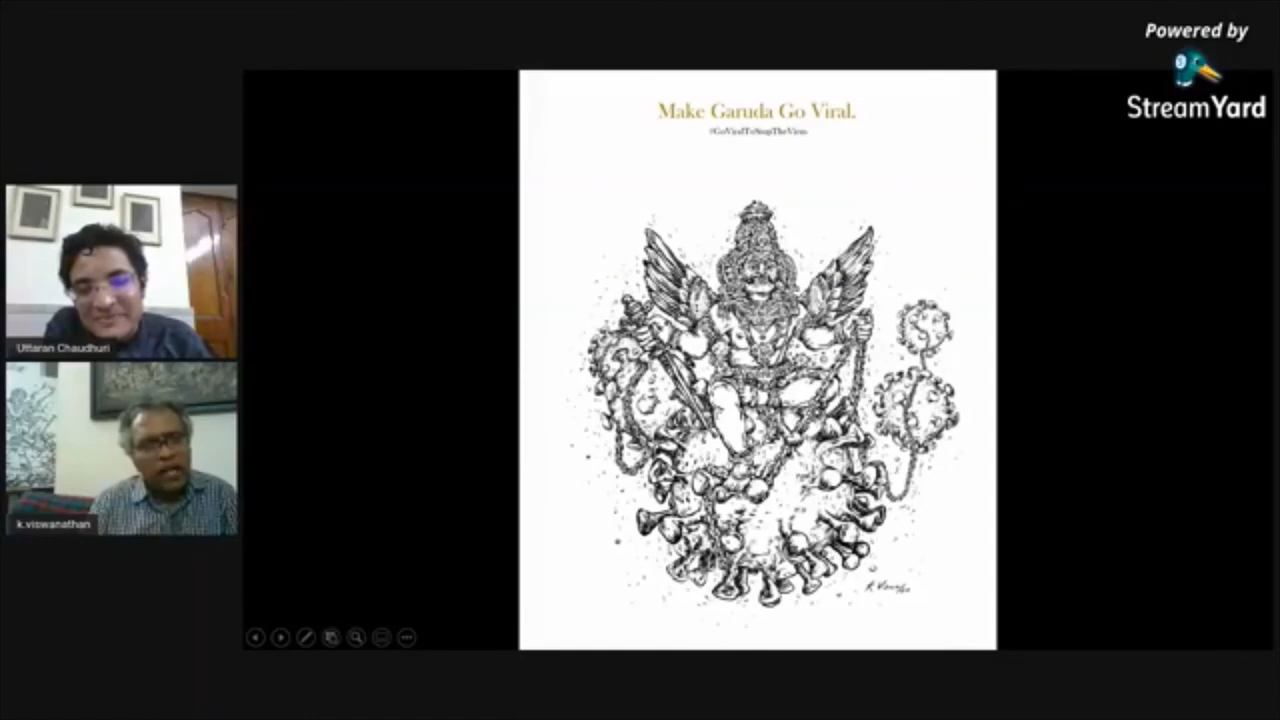 Powered by
StreamYard
Make Garuda Go Viral.
#GoViralToStopTheVirus
Uttaran Chaudhuri
k.viswanathan